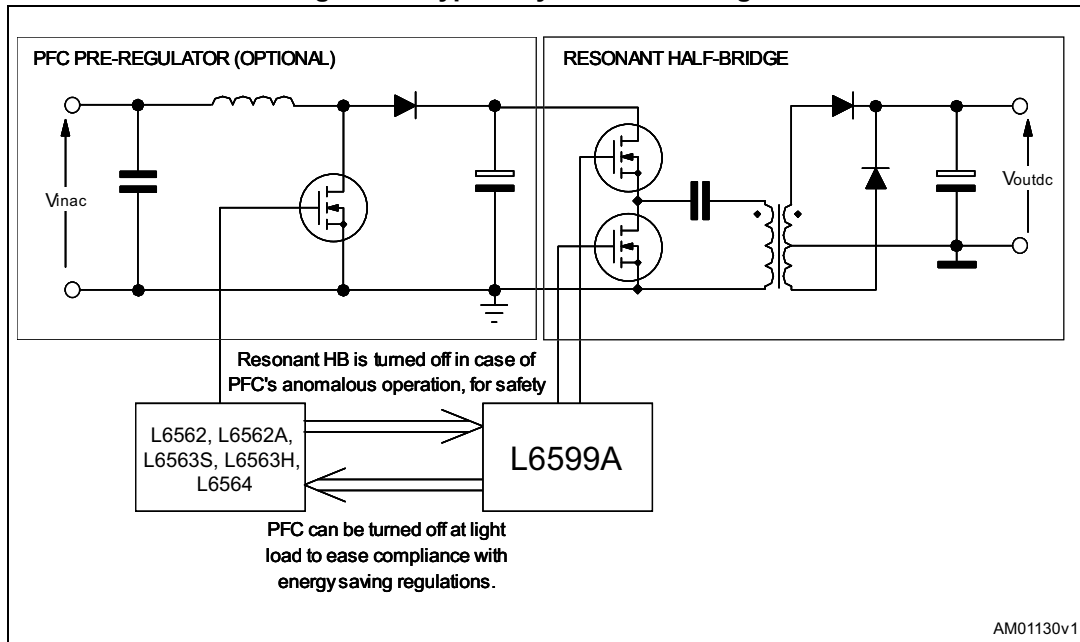 PFC PRE-REGULATOR (OPTIONAL)
RESONANT HALF-BRIDGE
Vinac
Voutdc
Resonant HB is turned off in case of
PFC's anomalous operation, for safety
L6562, L6562A,
L6563S, L6563H,
L6564
L6599A
PFC can be turned off at light
load to ease compliance with
energy saving regulations.
AM01130v1